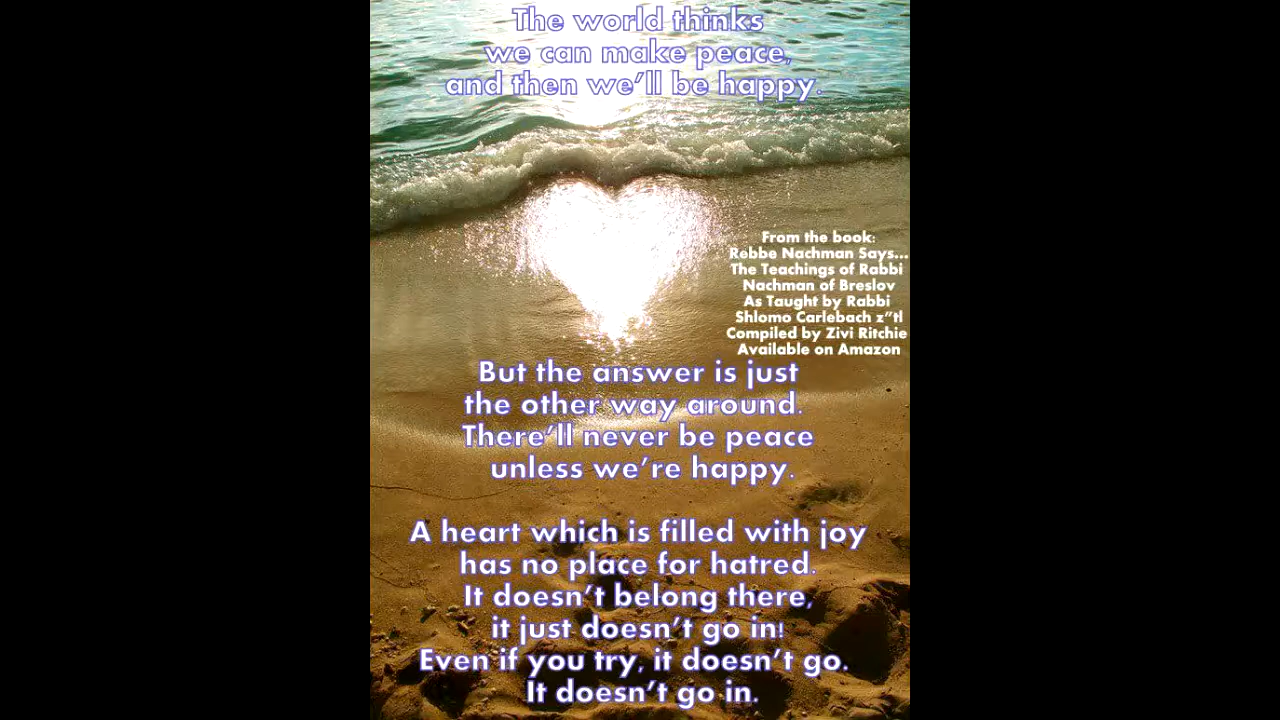 The world thinks
we can make peace,
and then we'll be happy.
From the book:
Rebbe Nachman Says...
The Teachings of Rabbi
Nachman of Breslov
As Taught by Rabbi
Shlomo Carlebach z"tl
Compiled by Zivi Ritchie
Available on Amazon
But the answer is just
the other way around.
There'll never be peace
unless we're happy.
A heart which is filled with joy
has no place for hatred.
It doesn't belong there,
it just doesn't go in!
Even if you try, it doesn't go.
It doesn't go in.